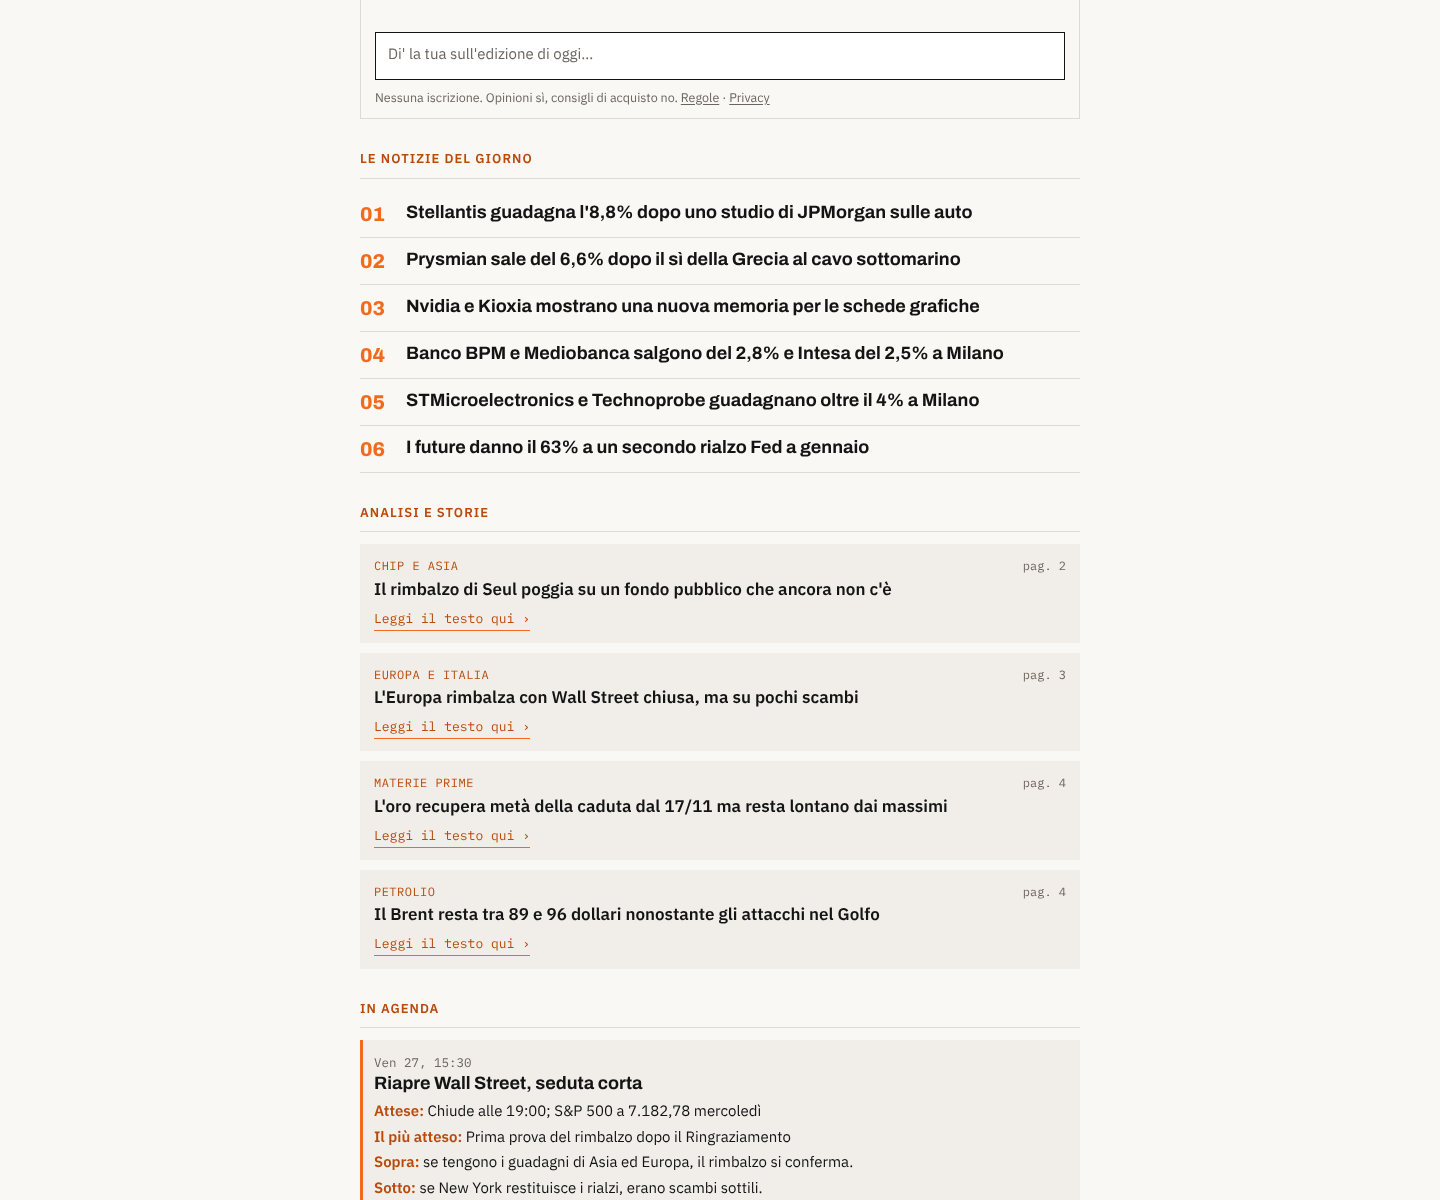 Di' la tua sull'edizione di oggi...
Nessuna iscrizione. Opinioni sì, consigli di acquisto no. Regole · Privacy
LE NOTIZIE DEL GIORNO
01 Stellantis guadagna l'8,8% dopo uno studio di JPMorgan sulle auto
02 Prysmian sale del 6,6% dopo il sì della Grecia al cavo sottomarino
03 Nvidia e Kioxia mostrano una nuova memoria per le schede grafiche
04 Banco BPM e Mediobanca salgono del 2,8% e Intesa del 2,5% a Milano
05 STMicroelectronics e Technoprobe guadagnano oltre il 4% a Milano
06 I future danno il 63% a un secondo rialzo Fed a gennaio
ANALISI E STORIE
CHIP E ASIA pag. 2
Il rimbalzo di Seul poggia su un fondo pubblico che ancora non c'è
Leggi il testo qui ›
EUROPA E ITALIA pag. 3
L'Europa rimbalza con Wall Street chiusa, ma su pochi scambi
Leggi il testo qui ›
MATERIE PRIME pag. 4
L'oro recupera metà della caduta dal 17/11 ma resta lontano dai massimi
Leggi il testo qui ›
PETROLIO pag. 4
Il Brent resta tra 89 e 96 dollari nonostante gli attacchi nel Golfo
Leggi il testo qui ›
IN AGENDA
Ven 27, 15:30
Riapre Wall Street, seduta corta
Attese: Chiude alle 19:00; S&P 500 a 7.182,78 mercoledì
Il più atteso: Prima prova del rimbalzo dopo il Ringraziamento
Sopra: se tengono i guadagni di Asia ed Europa, il rimbalzo si conferma.
Sotto: se New York restituisce i rialzi, erano scambi sottili.